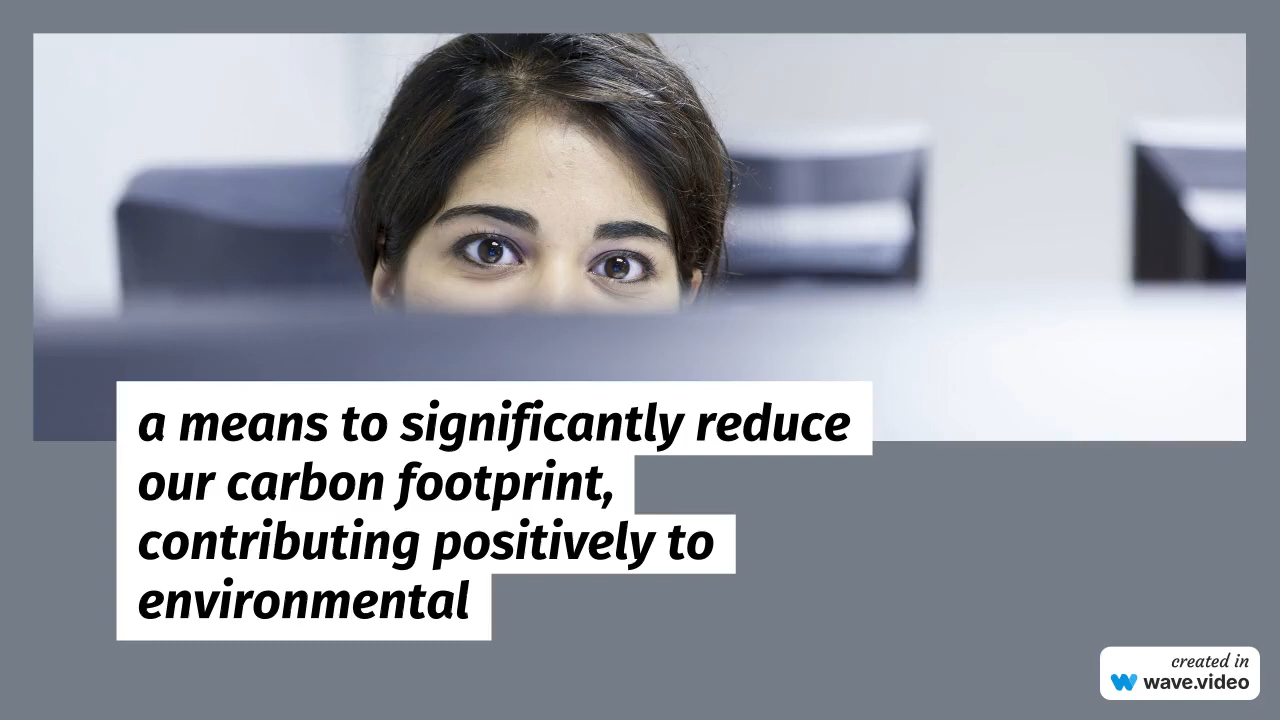 a means to significantly reduce
our carbon footprint,
contributing positively to
environmental
created in
wave.video